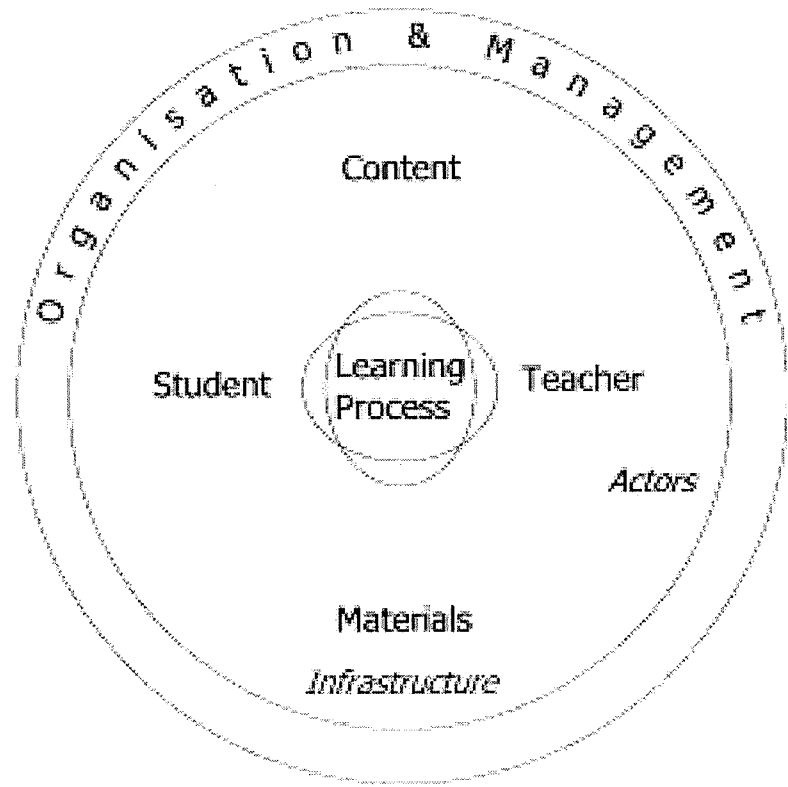 Organisation & Management
Content
Student
Learning
Process
Teacher
Actors
Materials
Infrastructure